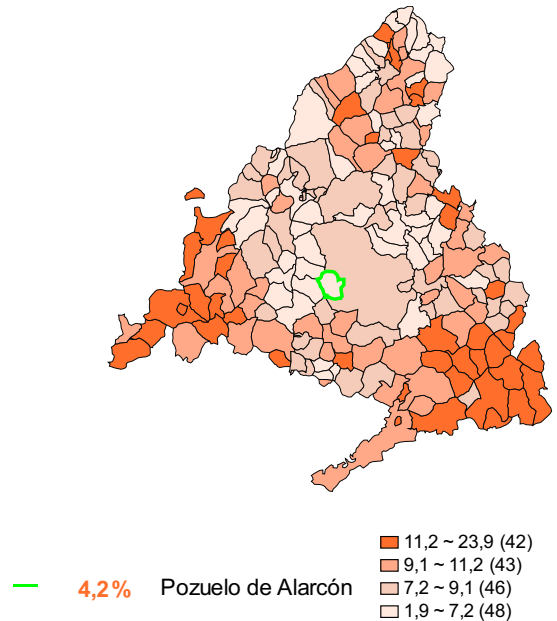 11,2 ~ 23,9 (42)
9,1 ~ 11,2 (43)
4,2% Pozuelo de Alarcón
7,2 ~ 9,1 (46)
1,9 ~ 7,2 (48)